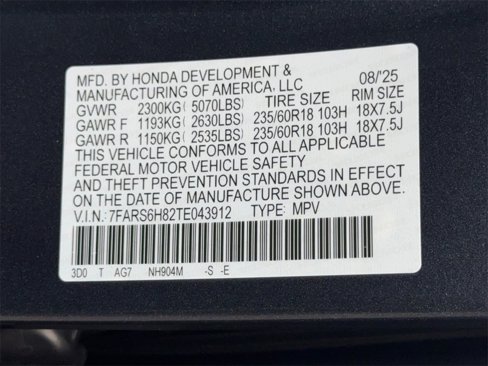 MFD. BY HONDA DEVELOPMENT & 08/'25
MANUFACTURING OF AMERICA, LLC
GVWR 2300KG( 5070LBS) TIRE SIZE RIM SIZE
GAWR F 1193KG( 2630LBS) 235/60R18 103H 18X7.5J
GAWR R 1150KG( 2535LBS) 235/60R18 103H 18X7.5J
THIS VEHICLE CONFORMS TO ALL APPLICABLE
FEDERAL MOTOR VEHICLE SAFETY
AND THEFT PREVENTION STANDARDS IN EFFECT
ON THE DATE OF MANUFACTURE SHOWN ABOVE.
V.I.N.: 7FARS6H82TE043912 TYPE: MPV
3D0 T AG7 NH904M -S -E